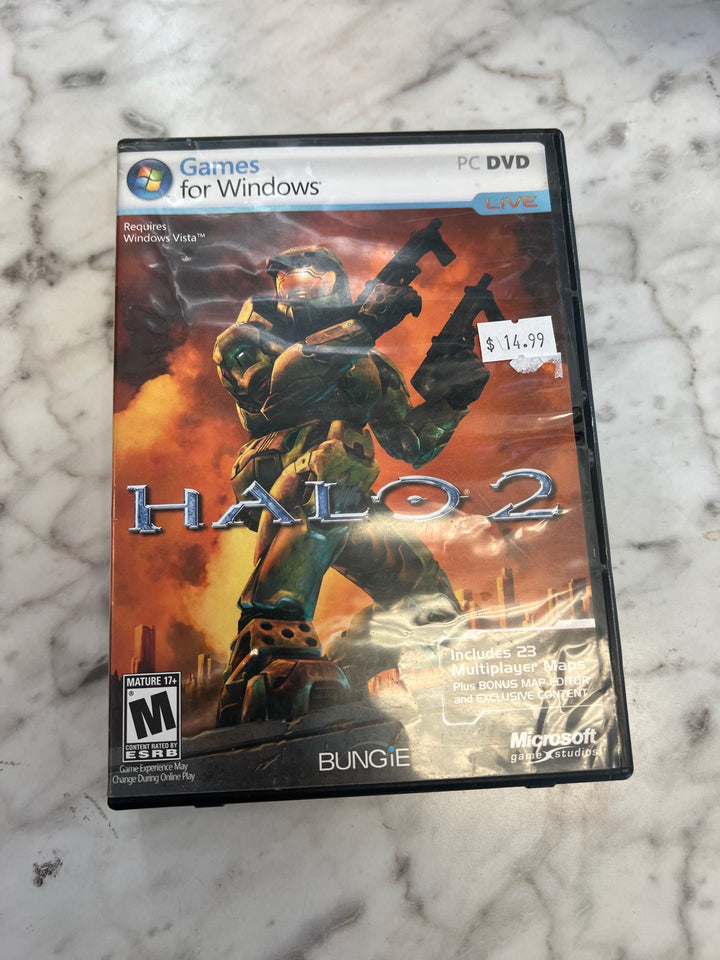 Games
for Windows®
PC DVD
LIVE
Requires
Windows Vista™
$ 14.99
HALO 2
Includes 23
Multiplayer Maps
Plus BONUS MAP EDITOR
and EXCLUSIVE CONTENT
MATURE 17+
M
CONTENT RATED BY
ESRB
Game Experience May
Change During Online Play
BUNGiE
Microsoft
game studios